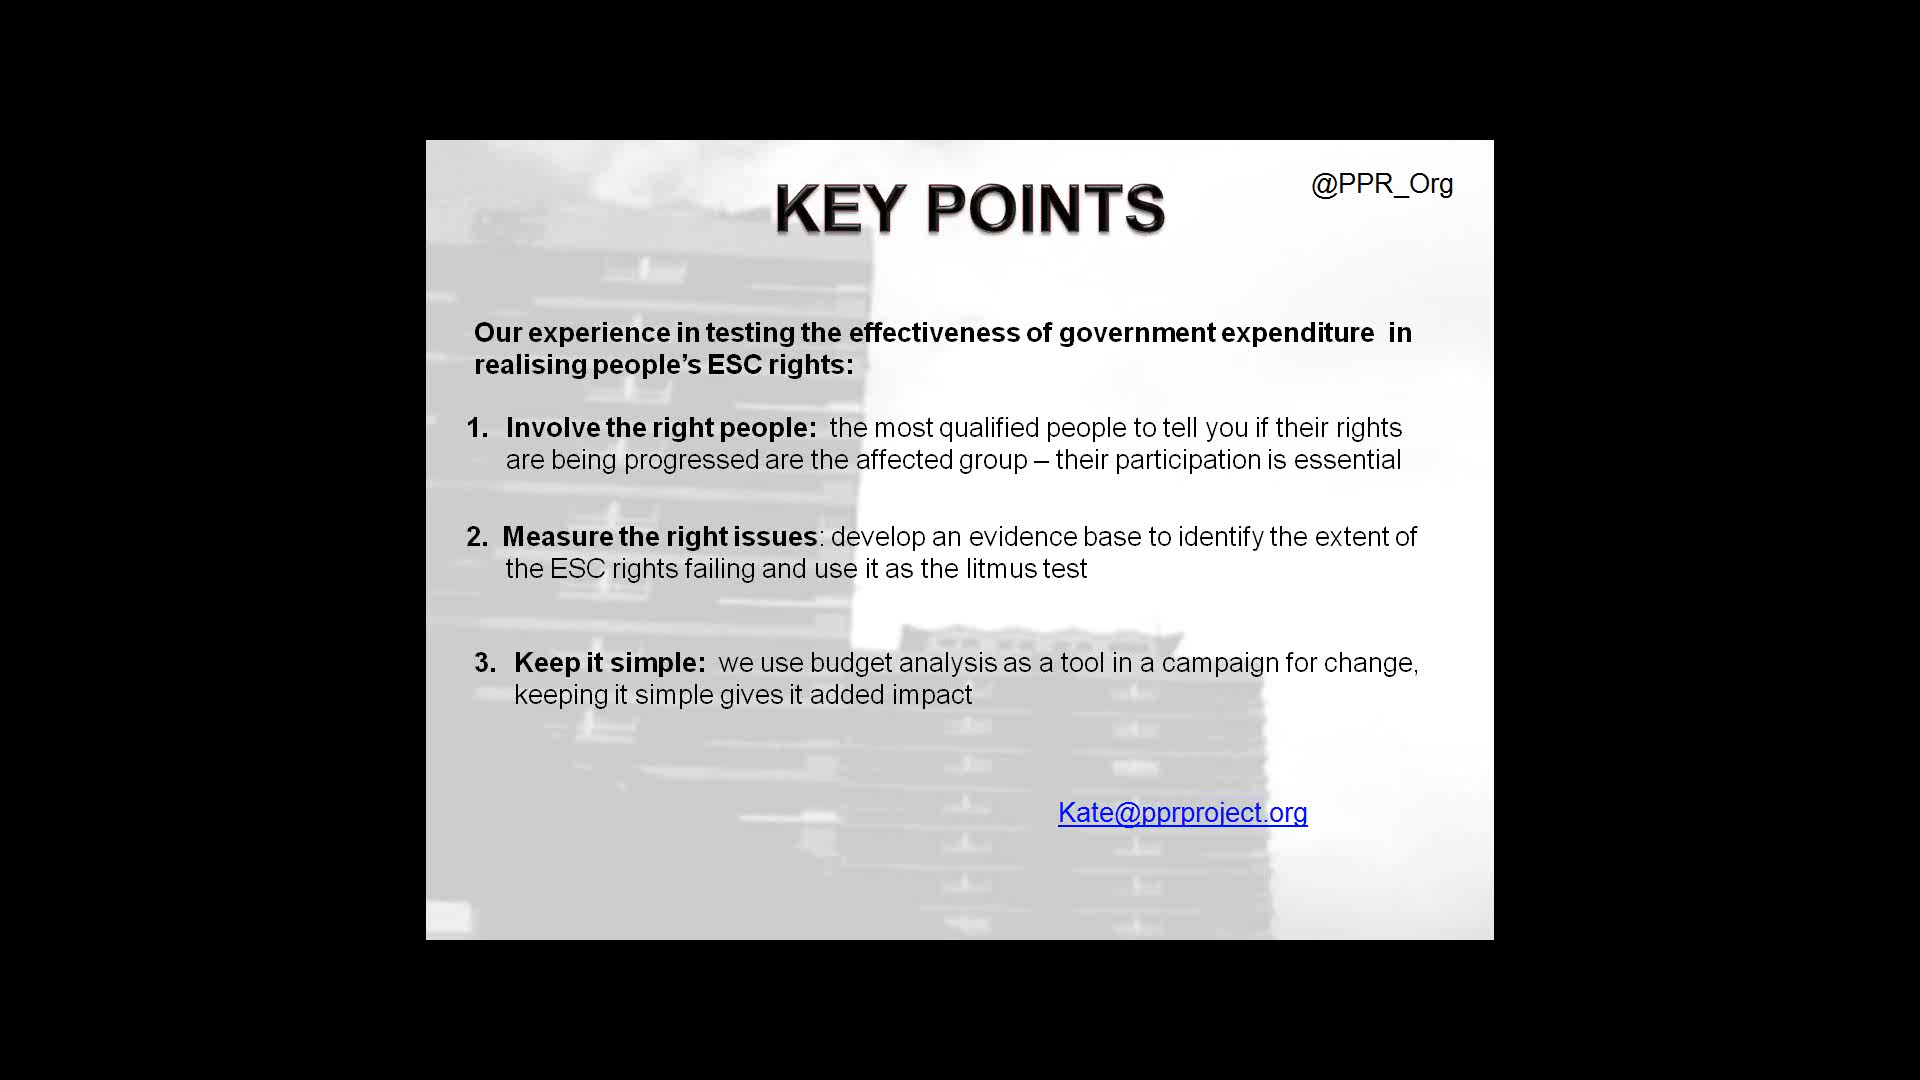 @PPR_Org
KEY POINTS
Our experience in testing the effectiveness of government expenditure in
realising people's ESC rights:
1. Involve the right people: the most qualified people to tell you if their rights
are being progressed are the affected group – their participation is essential
2. Measure the right issues: develop an evidence base to identify the extent of
the ESC rights failing and use it as the litmus test
3. Keep it simple: we use budget analysis as a tool in a campaign for change,
keeping it simple gives it added impact
Kate@pprproject.org